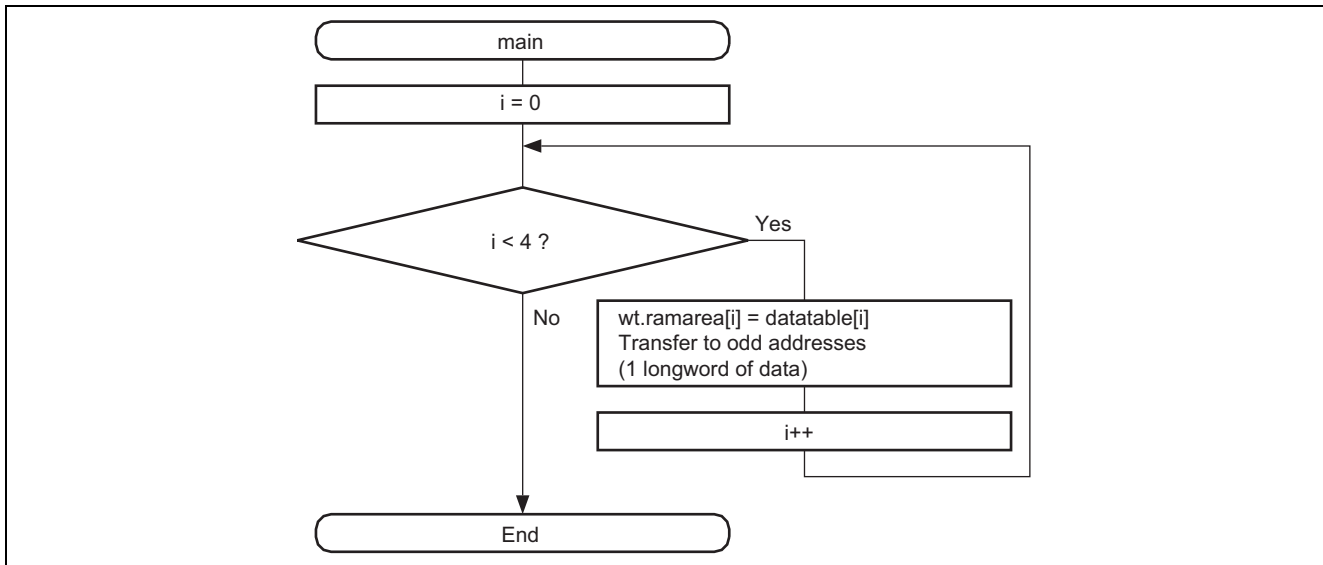 main
i = 0
i < 4 ?
Yes
No
wt.ramarea[i] = datatable[i]
Transfer to odd addresses
(1 longword of data)
i++
End